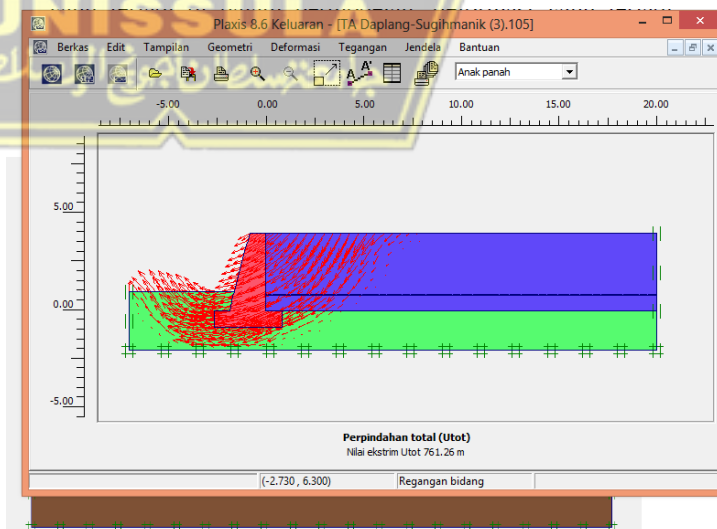 UNISSULA
Plaxis 8.6 Keluaran - [TA Daplang-Sugihmanik (3).105]
Berkas Edit Tampilan Geometri Deformasi Tegangan Jendela Bantuan
Anak panah
-5.00 0.00 5.00 10.00 15.00 20.00
5.00
0.00
-5.00
Perpindahan total (Utot)
Nilai ekstrim Utot 761.26 m
(-2.730 , 6.300) Regangan bidang